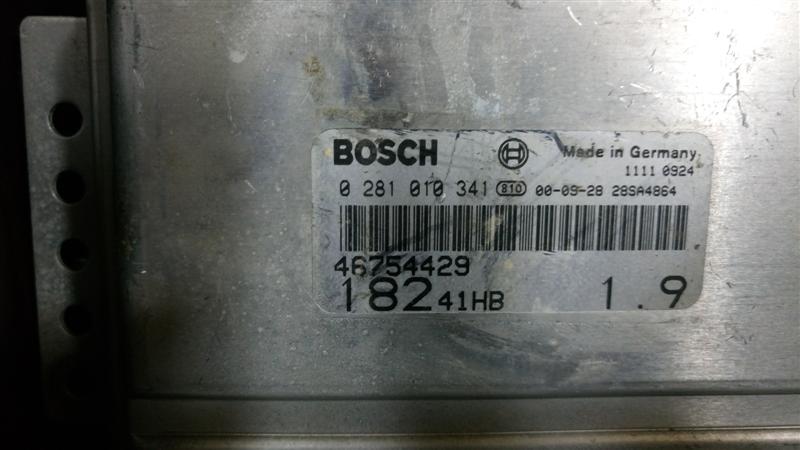 BOSCH Made in Germany
1111 0924
0 281 010 341 810 00-09-28 28SA4864
46754429
182 41HB 1.9